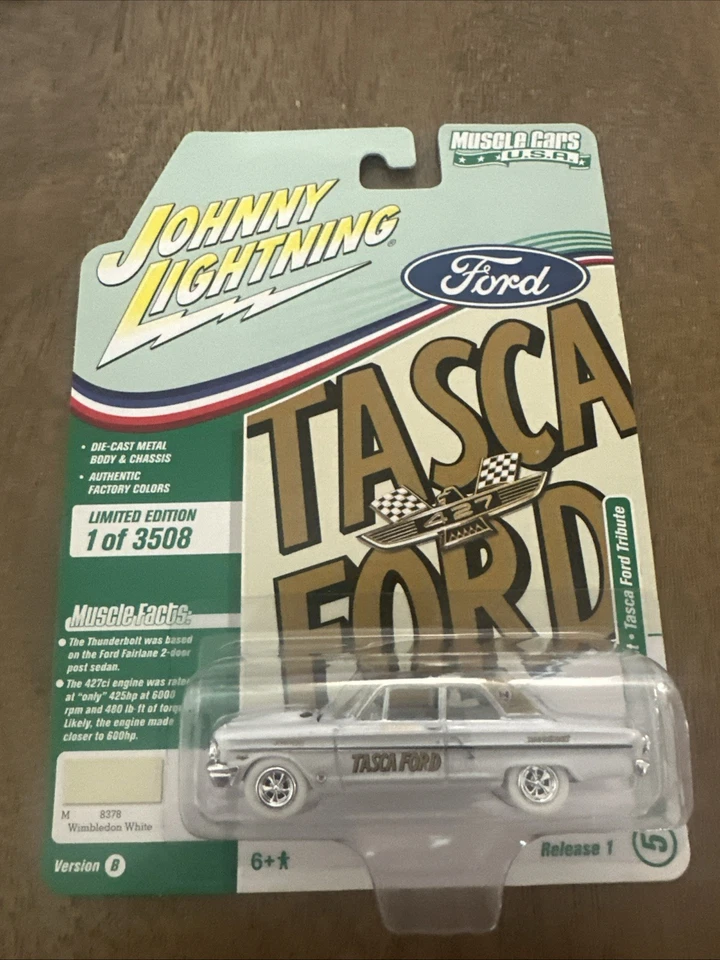 Muscle Cars
U.S.A.
JOHNNY
LIGHTNING®
Ford
TASCA
427
FORD
• DIE-CAST METAL
BODY & CHASSIS
• AUTHENTIC
FACTORY COLORS
LIMITED EDITION
1 of 3508
Muscle Facts:
The Thunderbolt was based
on the Ford Fairlane 2-door
post sedan.
The 427ci engine was rated
at "only" 425hp at 6000
rpm and 480 lb-ft of
Likely, the engine made
closer to 600hp.
• Tasca Ford Tribute
TASCA FORD
M 8378
Wimbledon White
Version B
6+
Release 1
5